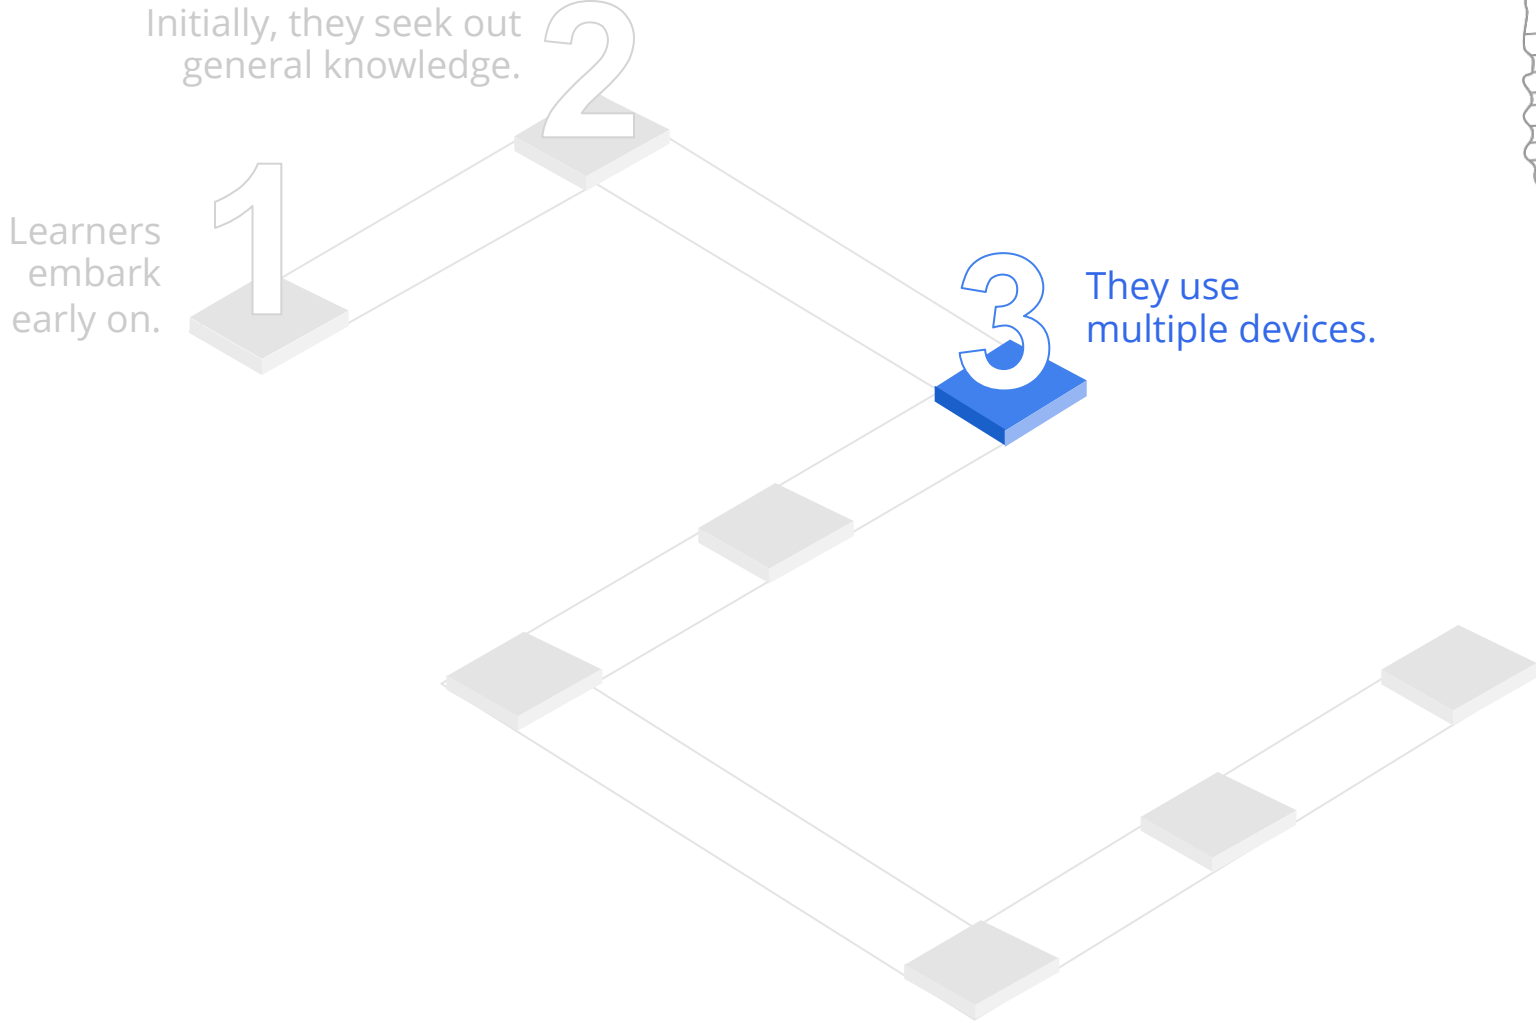 1
Learners
embark
early on.
2
Initially, they seek out
general knowledge.
3
They use
multiple devices.